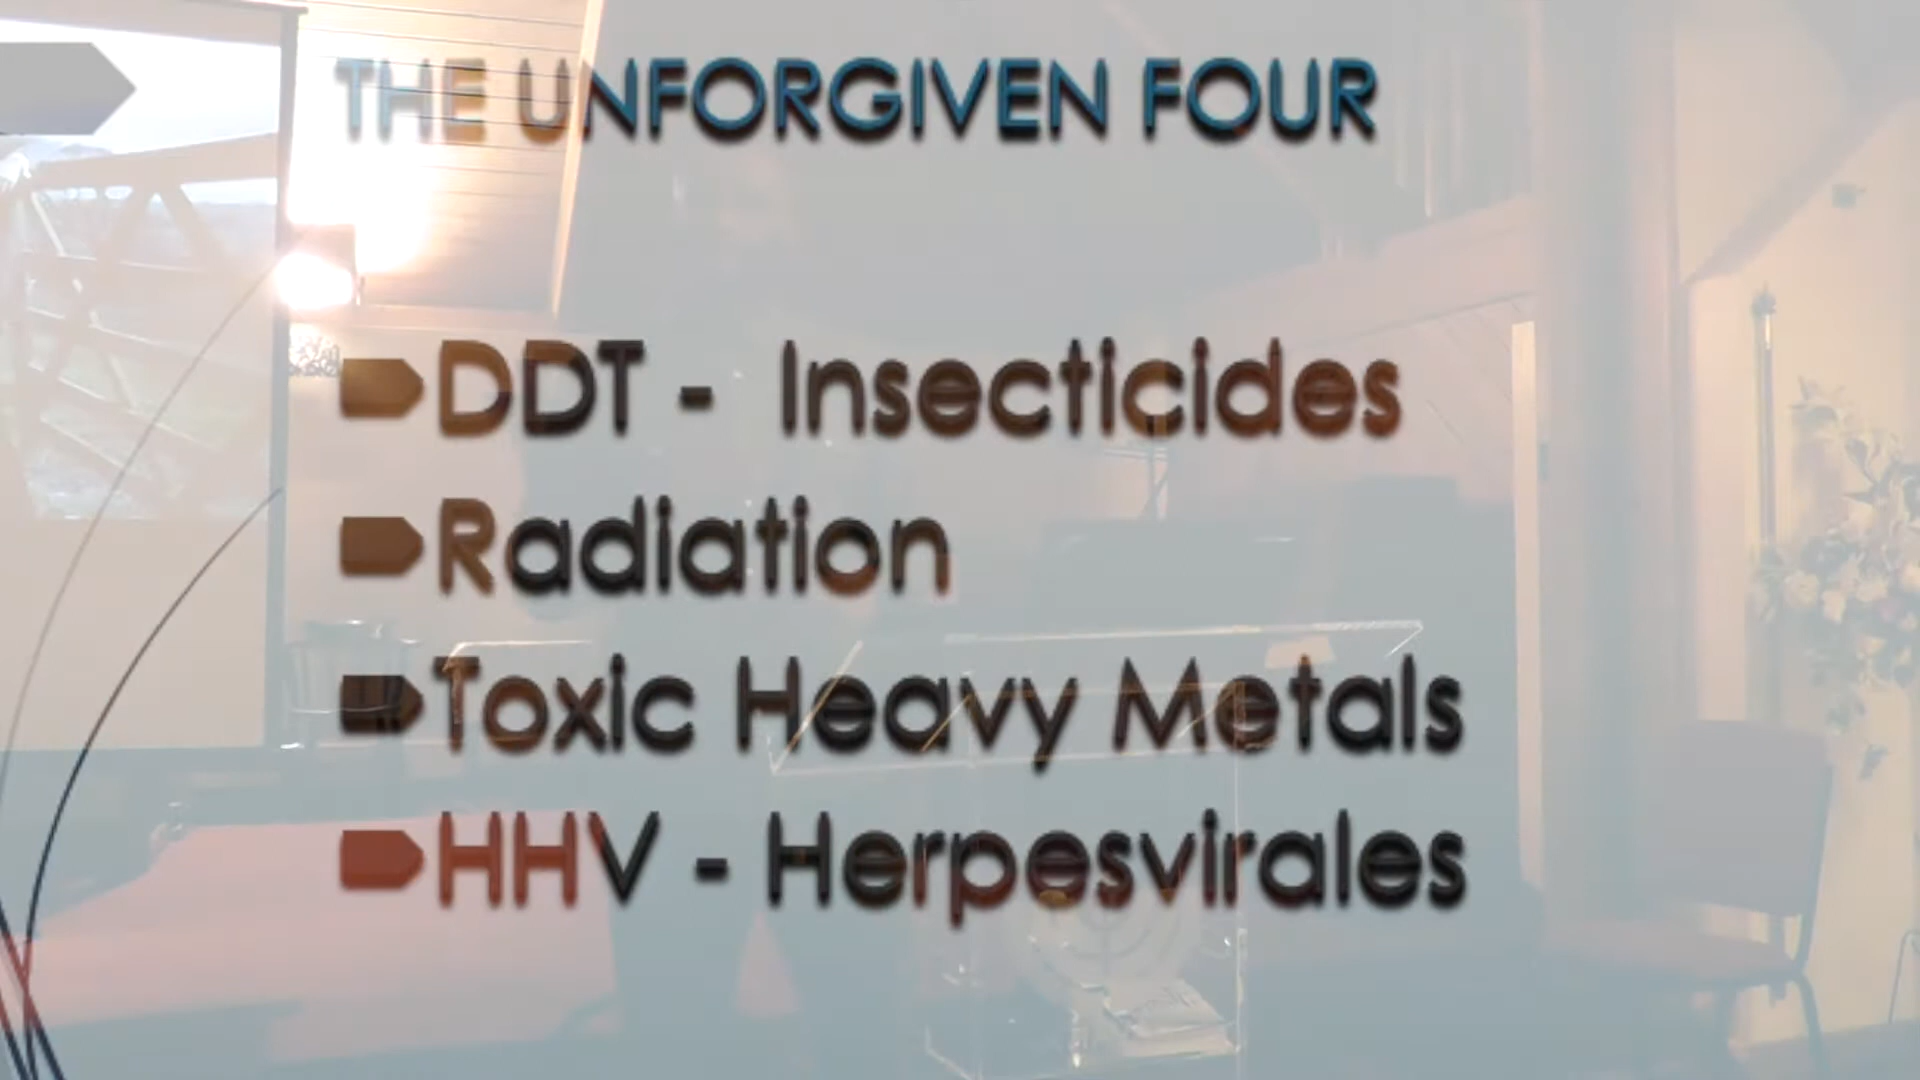 THE UNFORGIVEN FOUR
DDT - Insecticides
Radiation
Toxic Heavy Metals
HHV - Herpesvirales